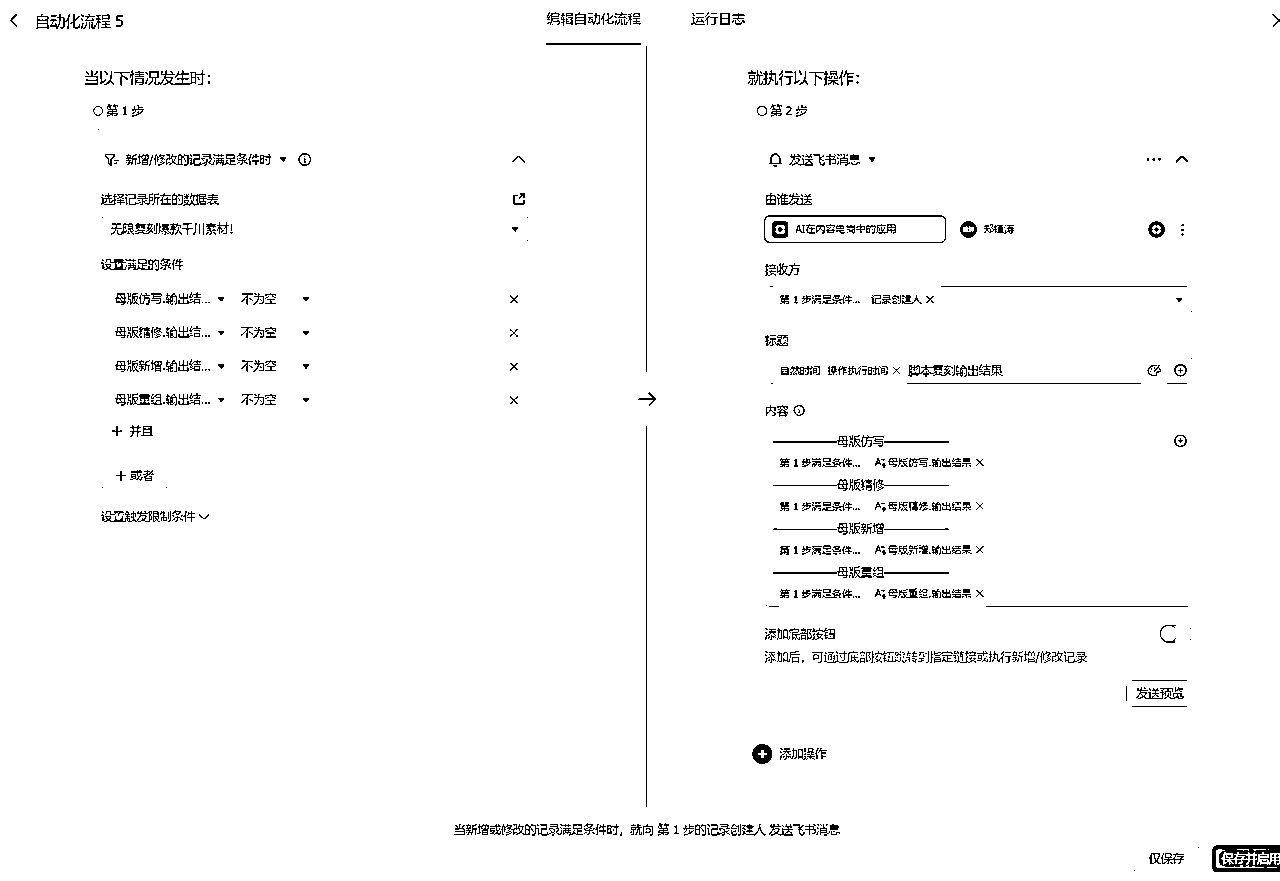 自动化流程 5
编辑自动化流程
运行日志
当以下情况发生时:
第 1 步
新增/修改的记录满足条件时
选择记录所在的数据表
无限复刻爆款千川素材!
设置满足的条件
母版仿写.输出结... 不为空
母版精修.输出结... 不为空
母版新增.输出结... 不为空
母版重组.输出结... 不为空
+ 并且
+ 或者
设置触发限制条件
就执行以下操作:
第 2 步
发送飞书消息
由谁发送
AI在内容电商中的应用
接收方
第 1 步满足条件... 记录创建人
标题
自然时间 操作执行时间 脚本复刻输出结果
内容
——————母版仿写——————
第 1 步满足条件... 母版仿写.输出结果
——————母版精修——————
第 1 步满足条件... 母版精修.输出结果
——————母版新增——————
第 1 步满足条件... 母版新增.输出结果
——————母版重组——————
第 1 步满足条件... 母版重组.输出结果
添加底部按钮
添加后，可通过底部按钮跳转到指定链接或执行新增/修改记录
发送预览
添加操作
当新增或修改的记录满足条件时，就向 第 1 步的记录创建人 发送飞书消息
仅保存
保存并启用